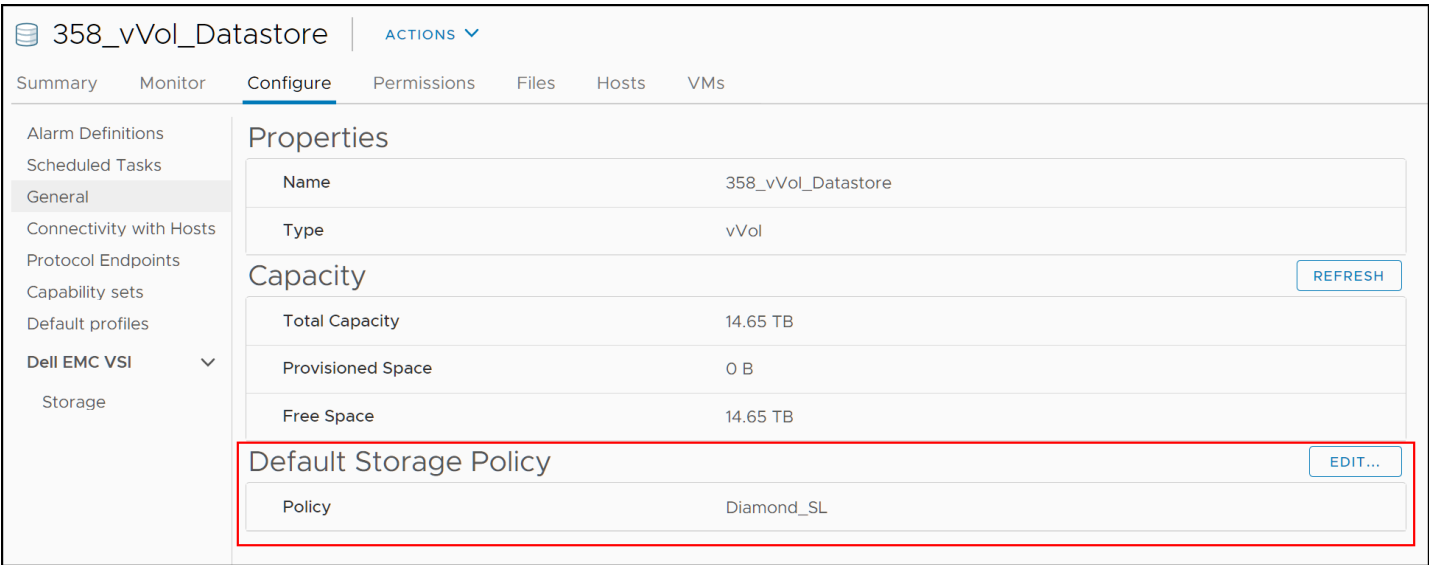 358_vVol_Datastore ACTIONS
Summary Monitor Configure Permissions Files Hosts VMs
Alarm Definitions
Scheduled Tasks
General
Connectivity with Hosts
Protocol Endpoints
Capability sets
Default profiles
Dell EMC VSI
Storage
Properties
Name 358_vVol_Datastore
Type vVol
Capacity REFRESH
Total Capacity 14.65 TB
Provisioned Space 0 B
Free Space 14.65 TB
Default Storage Policy EDIT...
Policy Diamond_SL